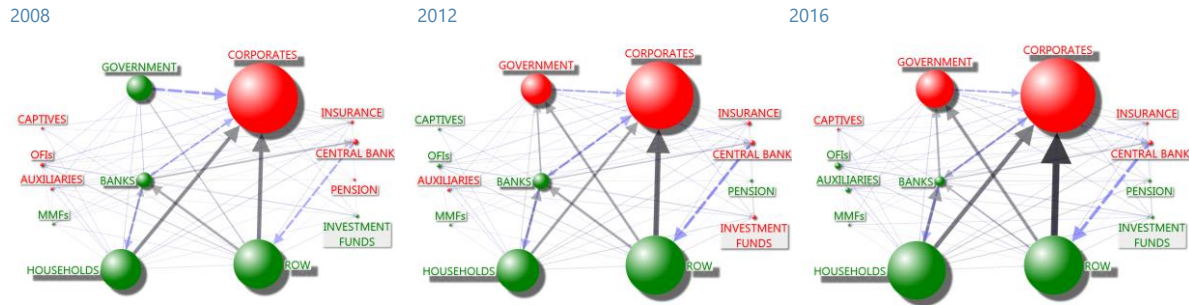 2008
CORPORATES
GOVERNMENT
CAPTIVES
INSURANCE
OFIs
CENTRAL BANK
AUXILIARIES
BANKS
PENSION
MMFs
INVESTMENT
FUNDS
HOUSEHOLDS
ROW
2012
CORPORATES
GOVERNMENT
CAPTIVES
INSURANCE
OFIs
CENTRAL BANK
AUXILIARIES
BANKS
PENSION
MMFs
INVESTMENT
FUNDS
HOUSEHOLDS
ROW
2016
CORPORATES
GOVERNMENT
CAPTIVES
INSURANCE
OFIs
CENTRAL BANK
AUXILIARIES
BANKS
PENSION
MMFs
INVESTMENT
FUNDS
HOUSEHOLDS
ROW